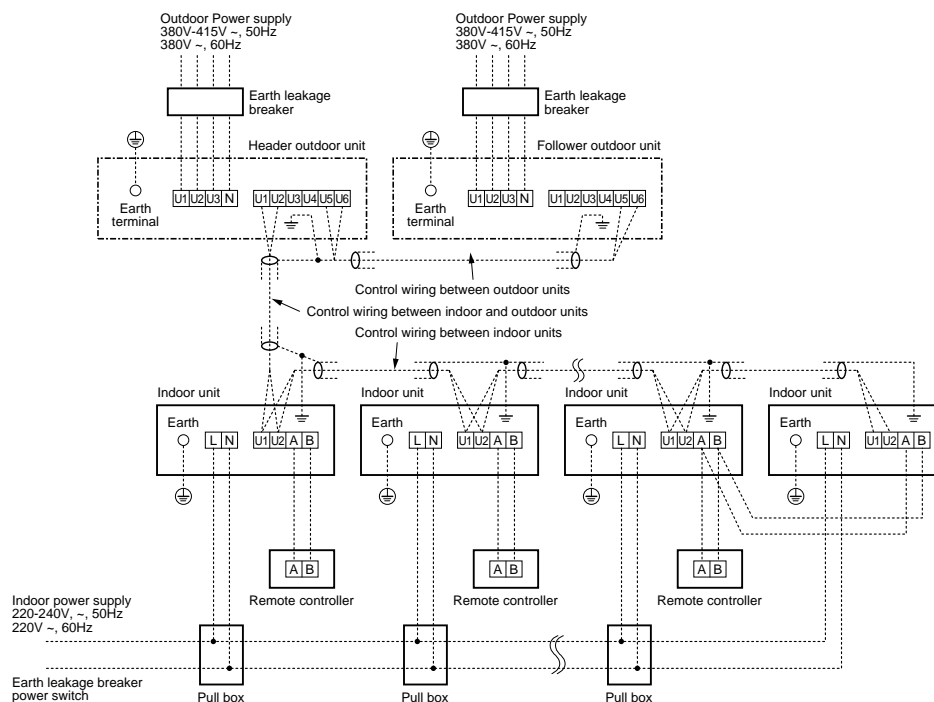 Outdoor Power supply
380V-415V ~, 50Hz
380V ~, 60Hz
Outdoor Power supply
380V-415V ~, 50Hz
380V ~, 60Hz
Earth leakage
breaker
Earth leakage
breaker
Header outdoor unit
Follower outdoor unit
U1 U2 U3 N
U1 U2 U3 U4 U5 U6
U1 U2 U3 N
U1 U2 U3 U4 U5 U6
Earth
terminal
Earth
terminal
Control wiring between outdoor units
Control wiring between indoor and outdoor units
Control wiring between indoor units
Indoor unit
Indoor unit
Indoor unit
Indoor unit
Earth
L N
U1 U2 A B
Earth
L N
U1 U2 A B
Earth
L N
U1 U2 A B
Earth
L N
U1 U2 A B
A B
A B
A B
Remote controller
Remote controller
Remote controller
Indoor power supply
220-240V, ~, 50Hz
220V ~, 60Hz
Earth leakage breaker
power switch
Pull box
Pull box
Pull box